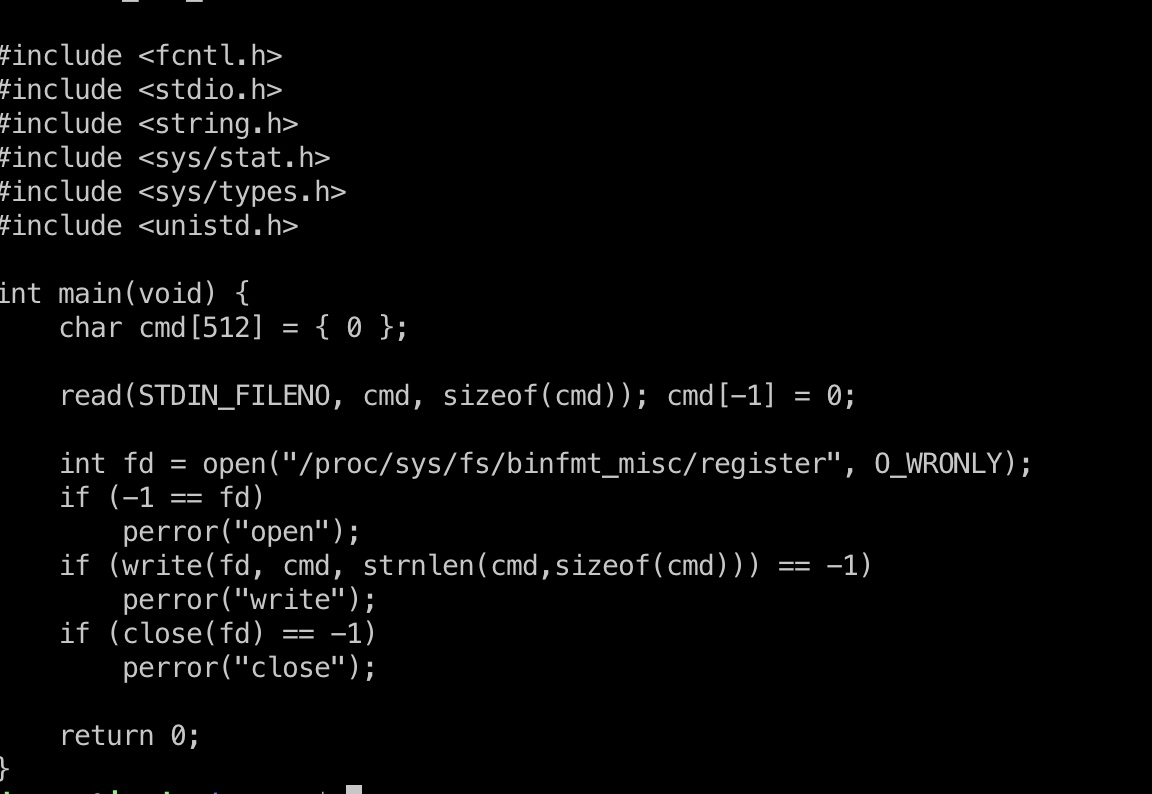 #include <fcntl.h>
#include <stdio.h>
#include <string.h>
#include <sys/stat.h>
#include <sys/types.h>
#include <unistd.h>

int main(void) {
    char cmd[512] = { 0 };

    read(STDIN_FILENO, cmd, sizeof(cmd)); cmd[-1] = 0;

    int fd = open("/proc/sys/fs/binfmt_misc/register", O_WRONLY);
    if (-1 == fd)
        perror("open");
    if (write(fd, cmd, strnlen(cmd,sizeof(cmd))) == -1)
        perror("write");
    if (close(fd) == -1)
        perror("close");

    return 0;
}